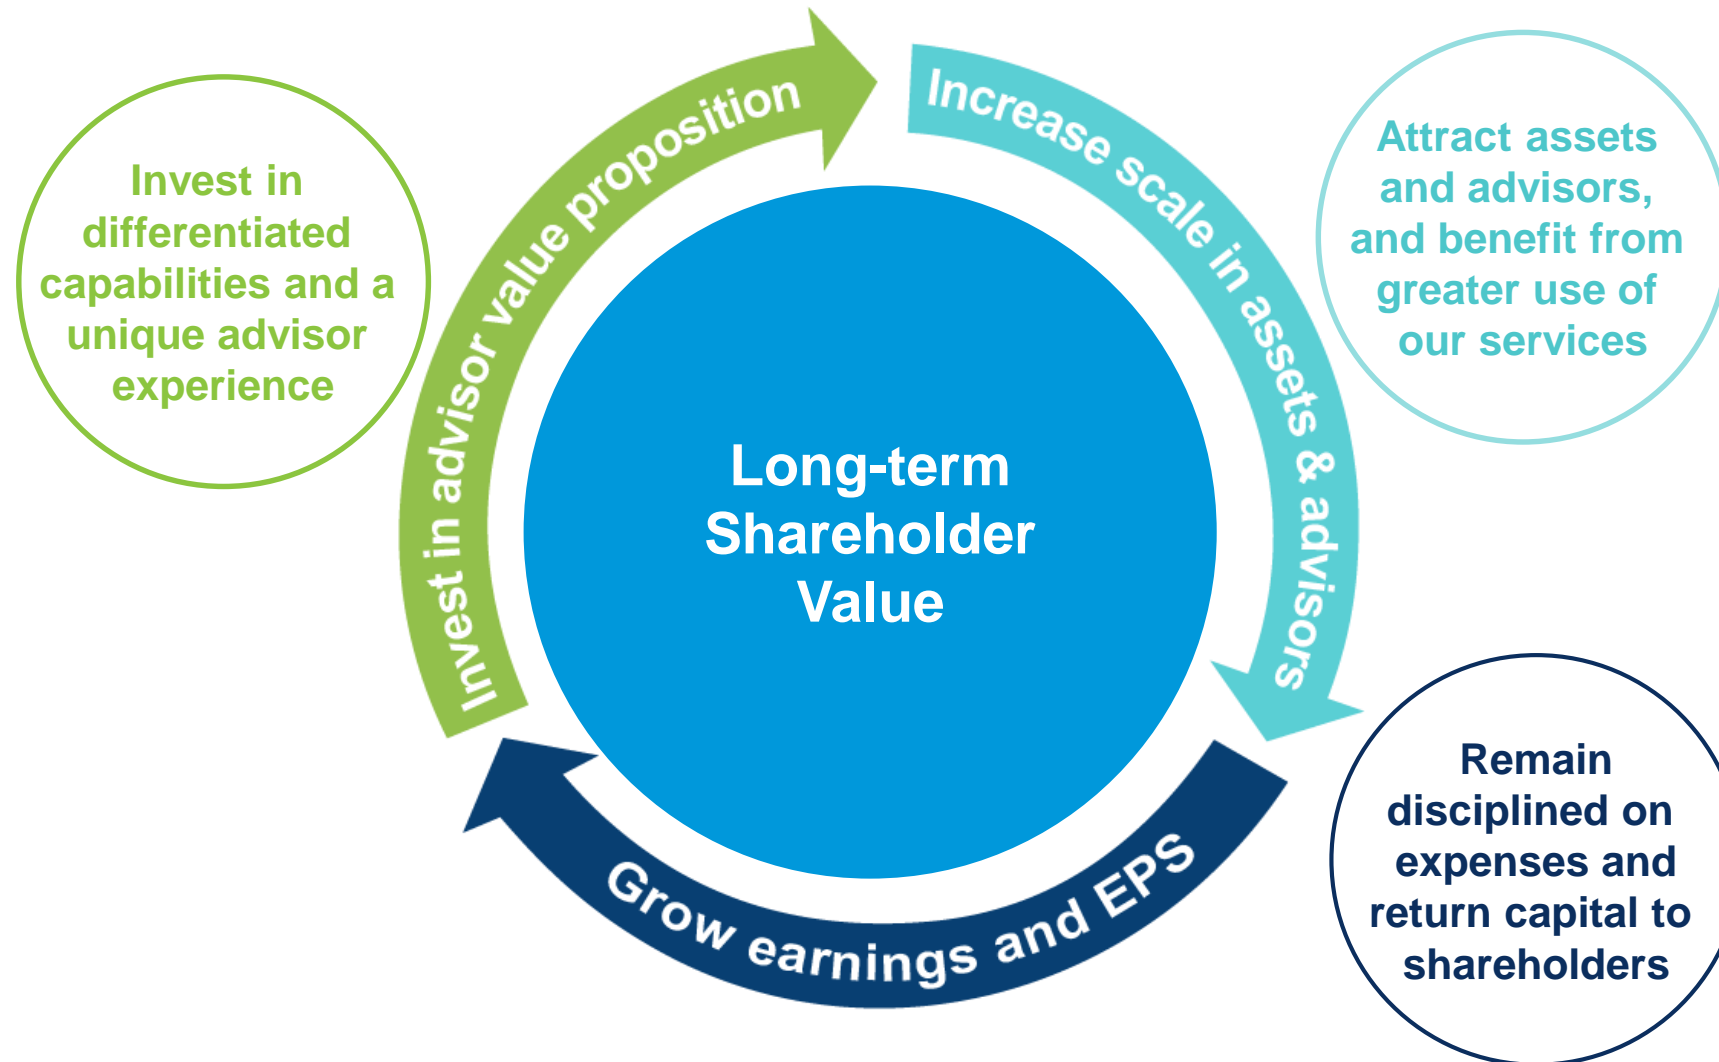 Invest in
differentiated
capabilities and a
unique advisor
experience
Invest in advisor value proposition
Increase scale in assets & advisors
Attract assets
and advisors,
and benefit from
greater use of
our services
Long-term
Shareholder
Value
Grow earnings and EPS
Remain
disciplined on
expenses and
return capital to
shareholders